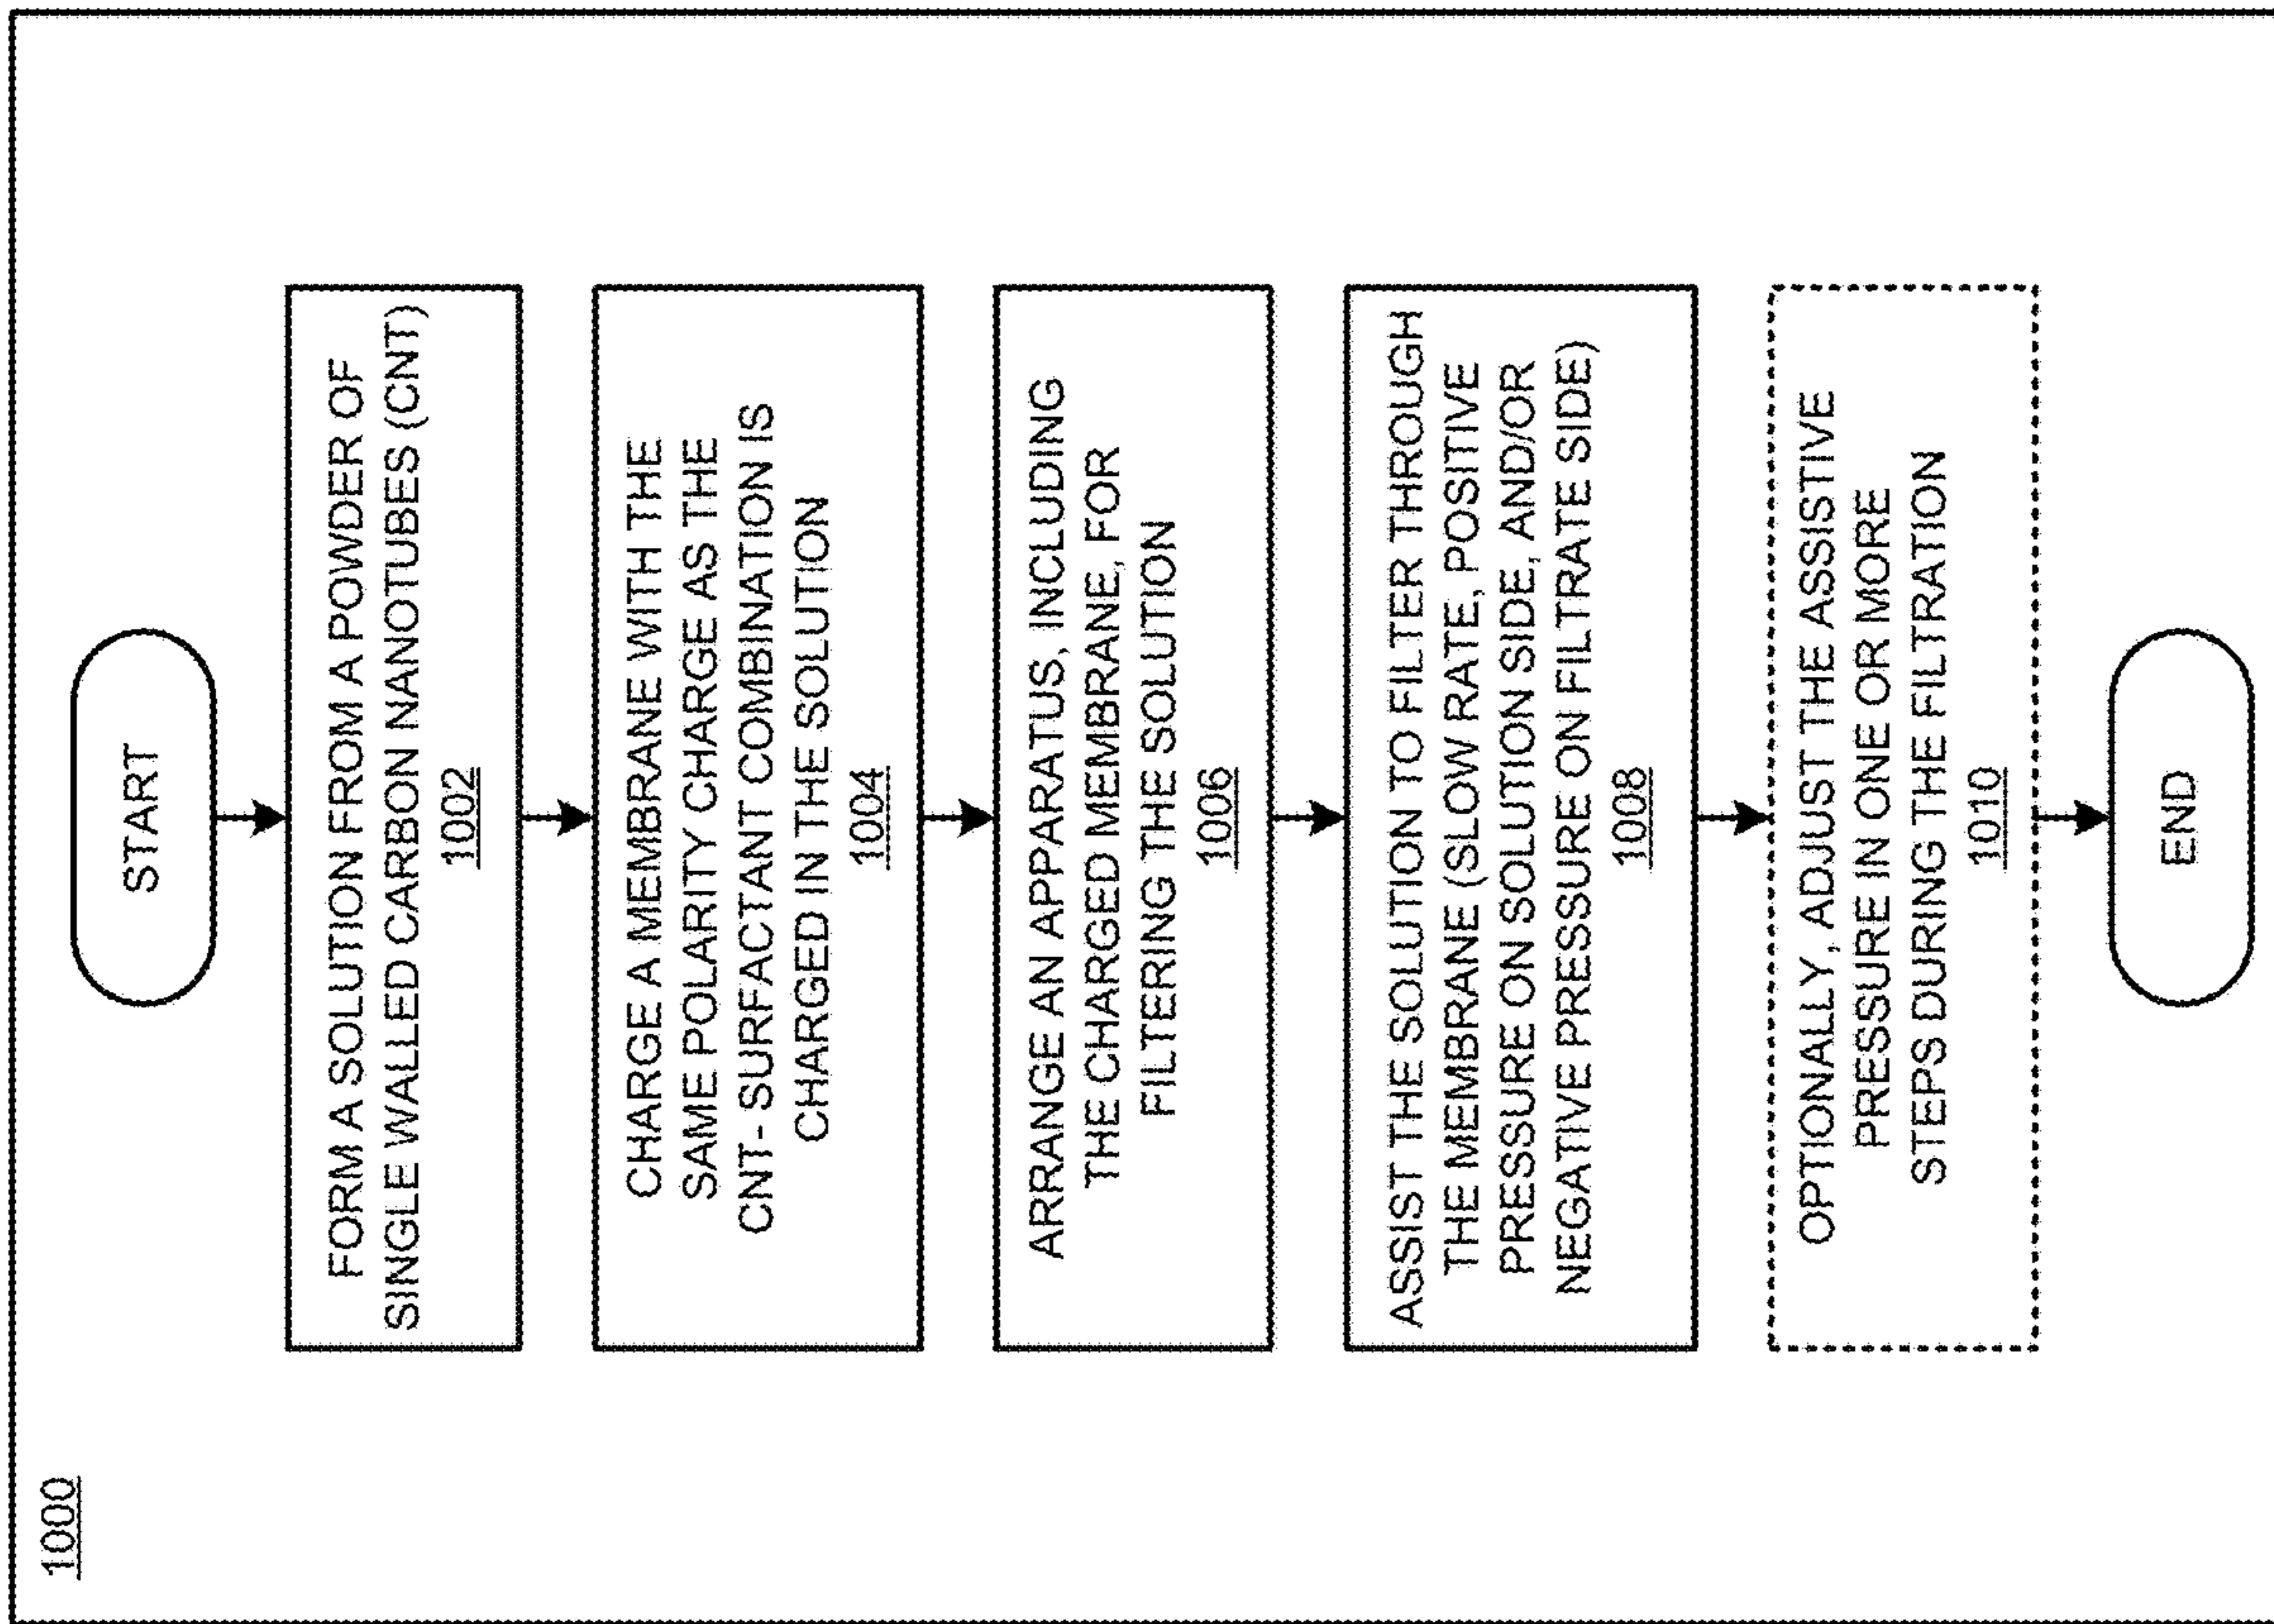 1000
START
FORM A SOLUTION FROM A POWDER OF
SINGLE WALLED CARBON NANOTUBES (CNT)
1002
CHARGE A MEMBRANE WITH THE
SAME POLARITY CHARGE AS THE
CNT-SURFACTANT COMBINATION IS
CHARGED IN THE SOLUTION
1004
ARRANGE AN APPARATUS, INCLUDING
THE CHARGED MEMBRANE, FOR
FILTERING THE SOLUTION
1006
ASSIST THE SOLUTION TO FILTER THROUGH
THE MEMBRANE (SLOW RATE, POSITIVE
PRESSURE ON SOLUTION SIDE, AND/OR
NEGATIVE PRESSURE ON FILTRATE SIDE)
1008
OPTIONALLY, ADJUST THE ASSISTIVE
PRESSURE IN ONE OR MORE
STEPS DURING THE FILTRATION
1010
END